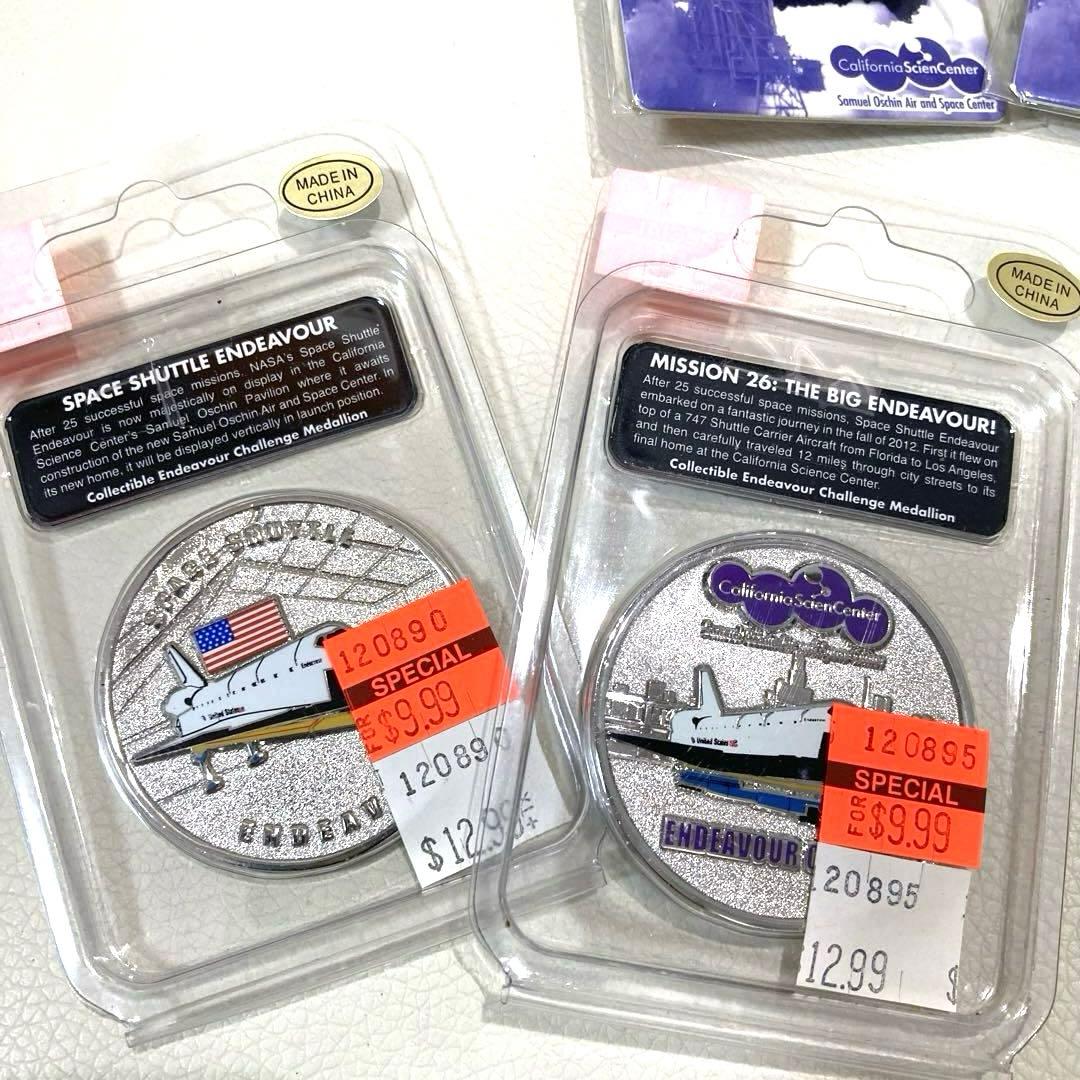 California ScienCenter
Samuel Oschin Air and Space Center
MADE IN
CHINA
SPACE SHUTTLE ENDEAVOUR
After 25 successful space missions, NASA's Space Shuttle
Endeavour is now majestically on display in the California
Science Center's Samuel Oschin Pavilion where it awaits
construction of the new Samuel Oschin Air and Space Center. In
its new home, it will be displayed vertically in launch position.
Collectible Endeavour Challenge Medallion
SPACE SHUTTLE
Endeavour
United States
ENDEAV
120890
SPECIAL
FOR $9.99
12089
$12.99
MADE IN
CHINA
MISSION 26: THE BIG ENDEAVOUR!
After 25 successful space missions, Space Shuttle Endeavour
embarked on a fantastic journey in the fall of 2012. First it flew on
top of a 747 Shuttle Carrier Aircraft from Florida to Los Angeles,
and then carefully traveled 12 miles through city streets to its
final home at the California Science Center.
Collectible Endeavour Challenge Medallion
California ScienCenter
Endeavour
United States
ENDEAVOUR
120895
SPECIAL
FOR $9.99
120895
12.99 $